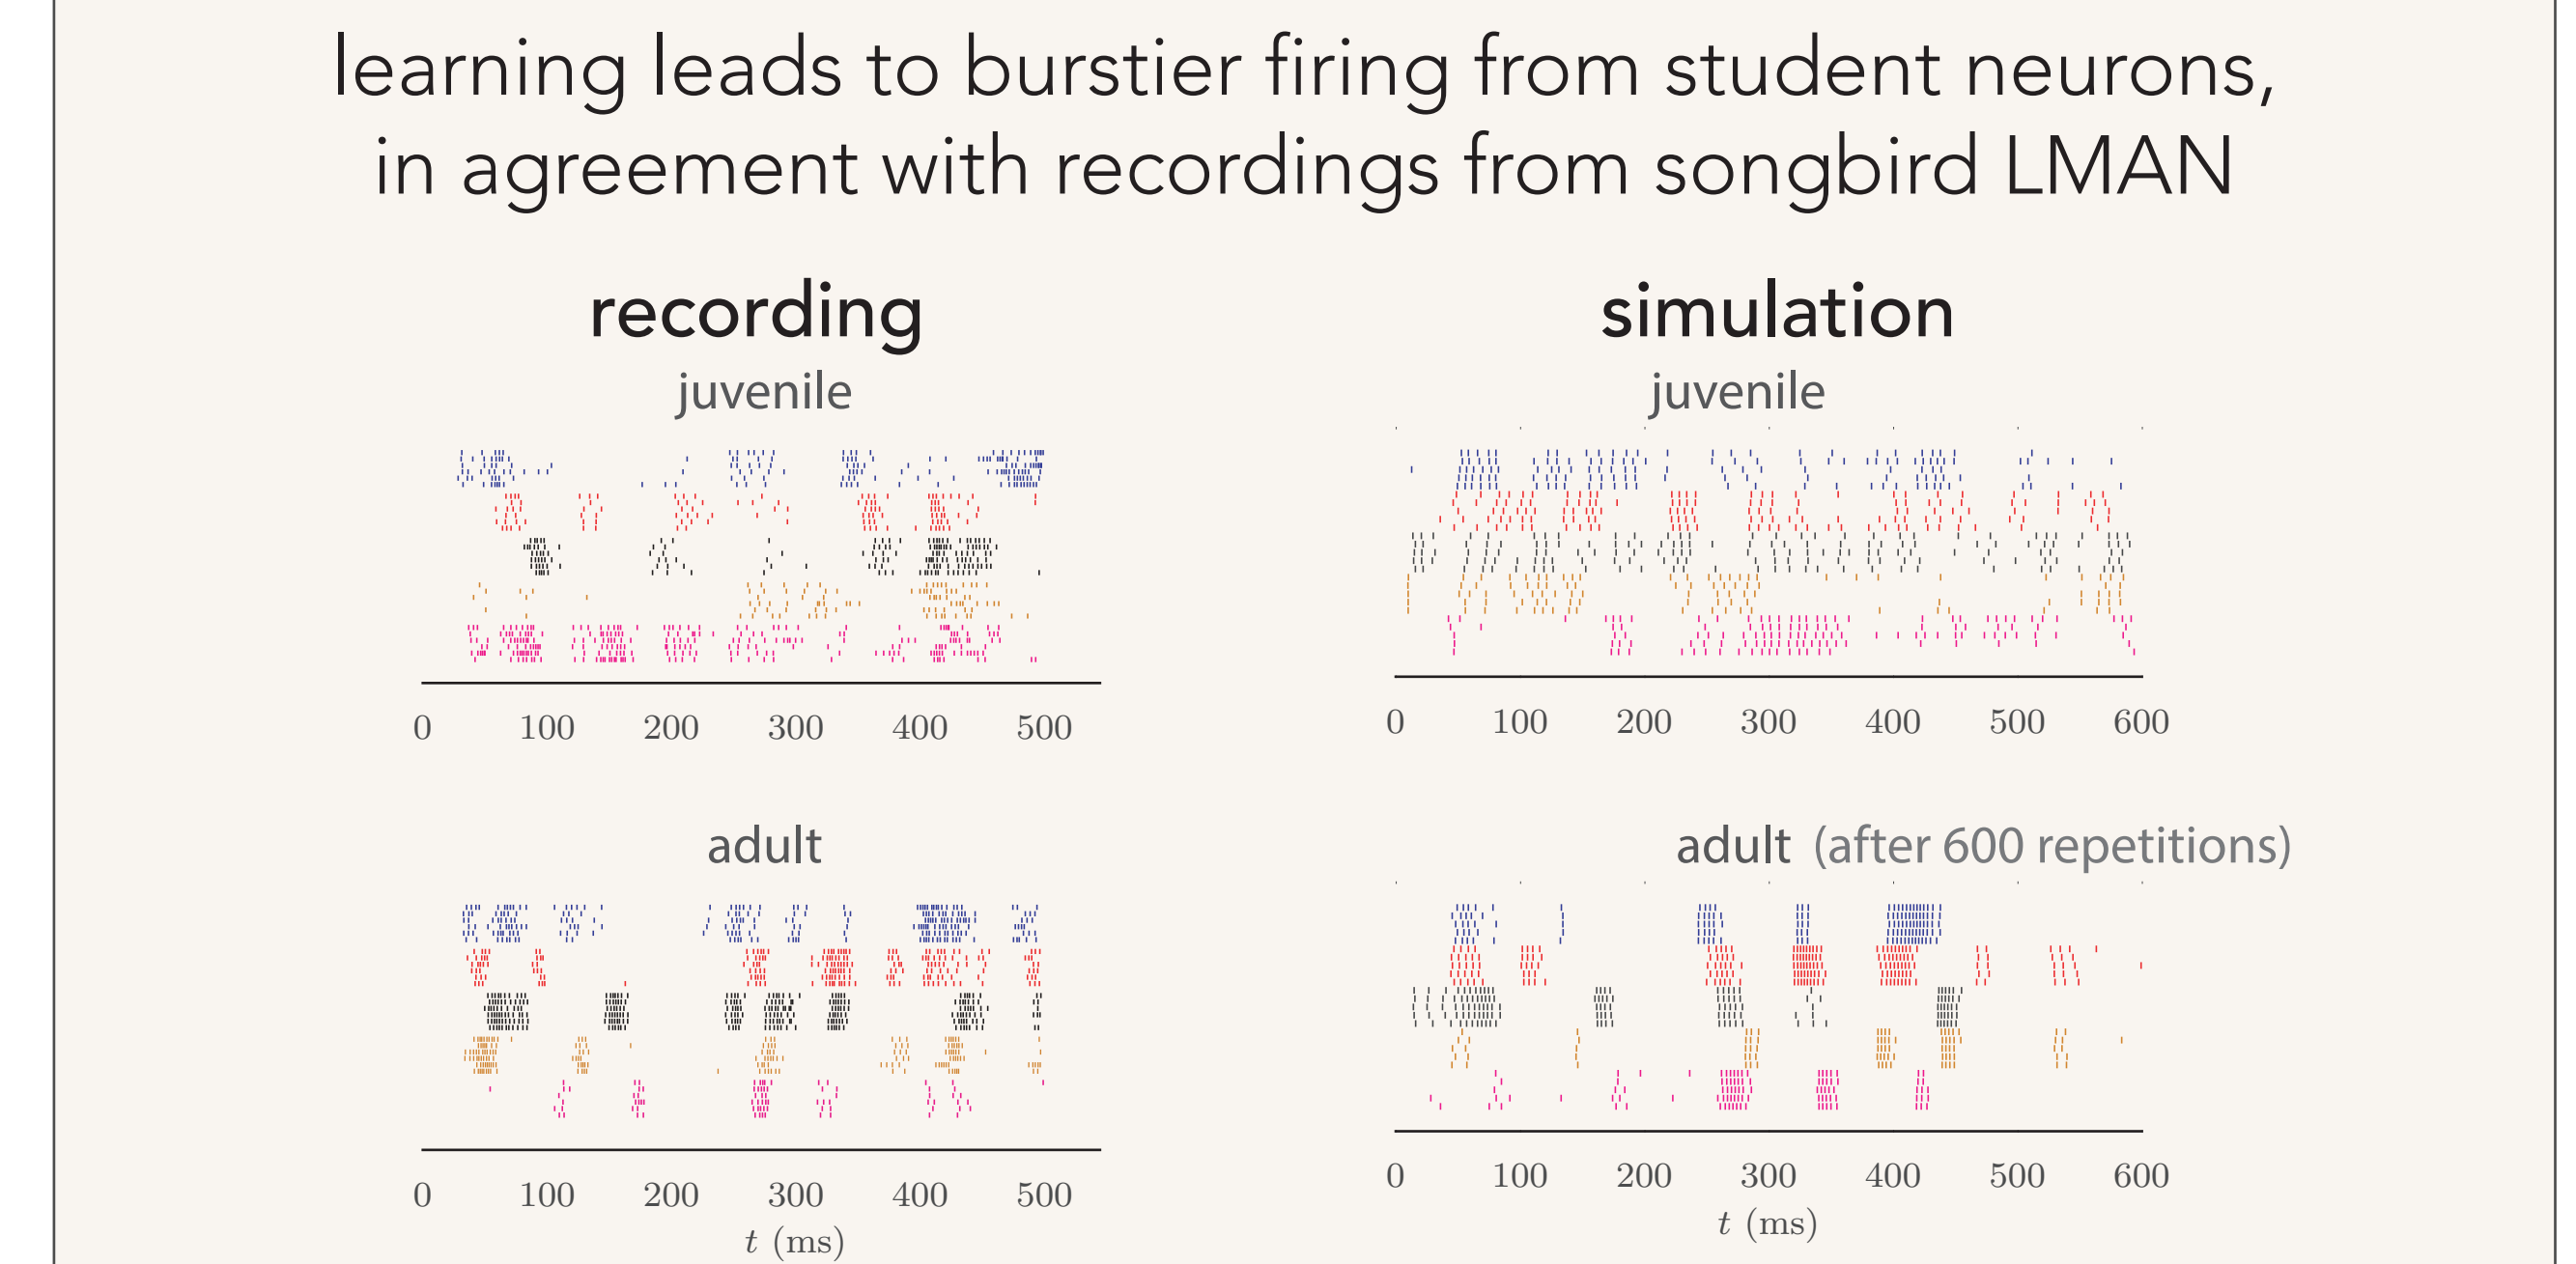 learning leads to burstier firing from student neurons,
in agreement with recordings from songbird LMAN
recording
juvenile
0 100 200 300 400 500
adult
0 100 200 300 400 500
t (ms)
simulation
juvenile
0 100 200 300 400 500 600
adult (after 600 repetitions)
0 100 200 300 400 500 600
t (ms)